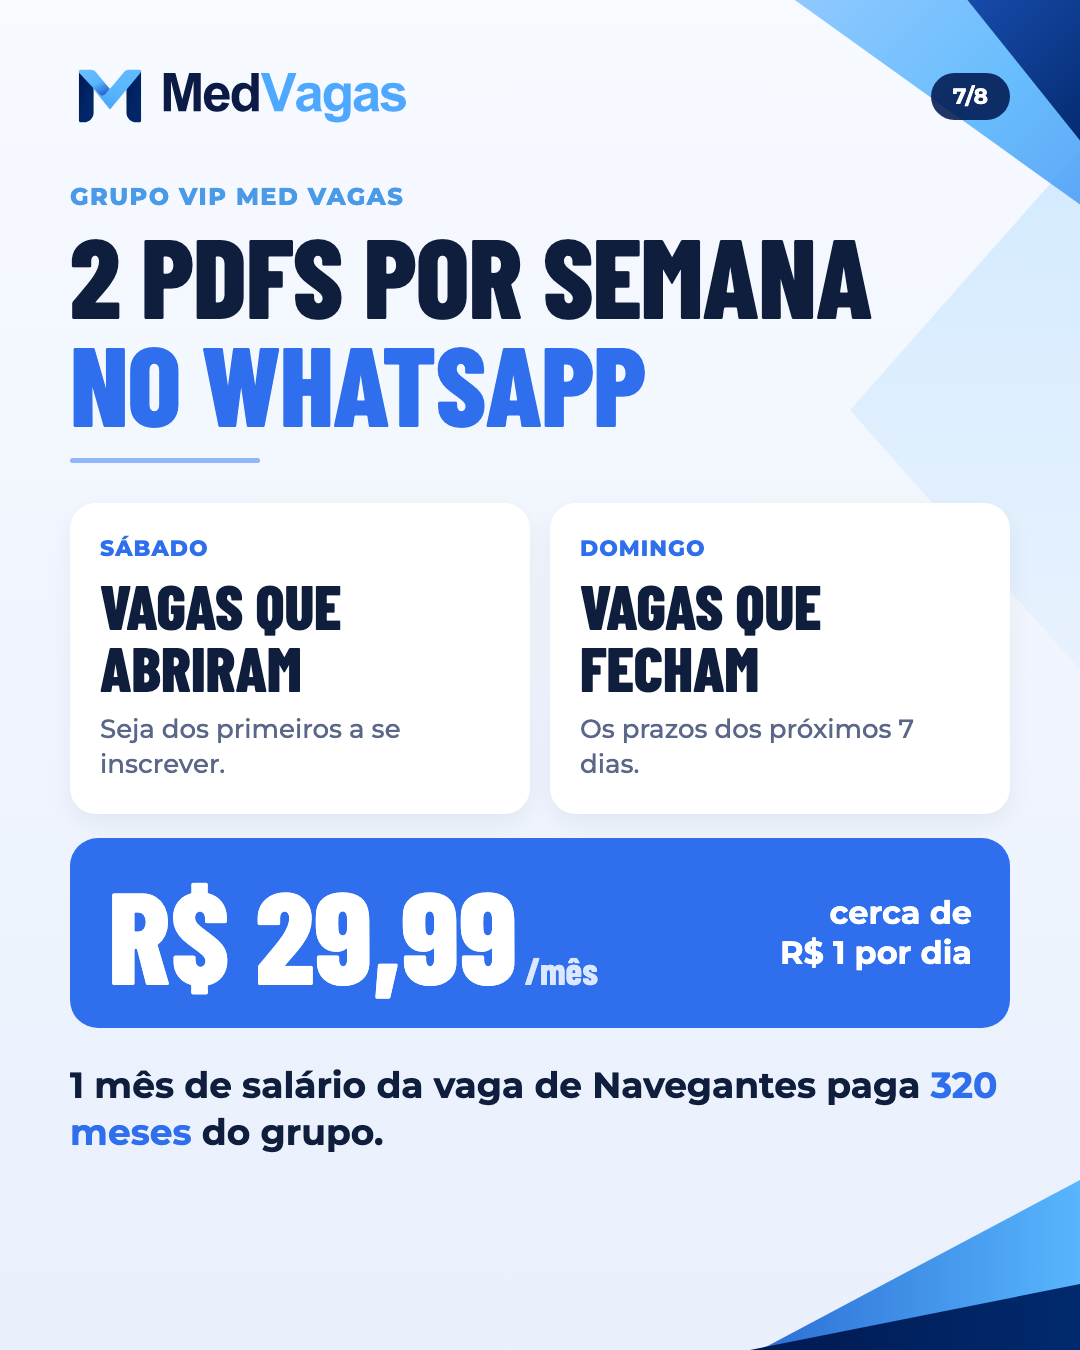 MedVagas
7/8
GRUPO VIP MED VAGAS
2 PDFS POR SEMANA
NO WHATSAPP
SÁBADO
VAGAS QUE
ABRIRAM
Seja dos primeiros a se
inscrever.
DOMINGO
VAGAS QUE
FECHAM
Os prazos dos próximos 7
dias.
R$ 29,99 /mês
cerca de
R$ 1 por dia
1 mês de salário da vaga de Navegantes paga 320
meses do grupo.